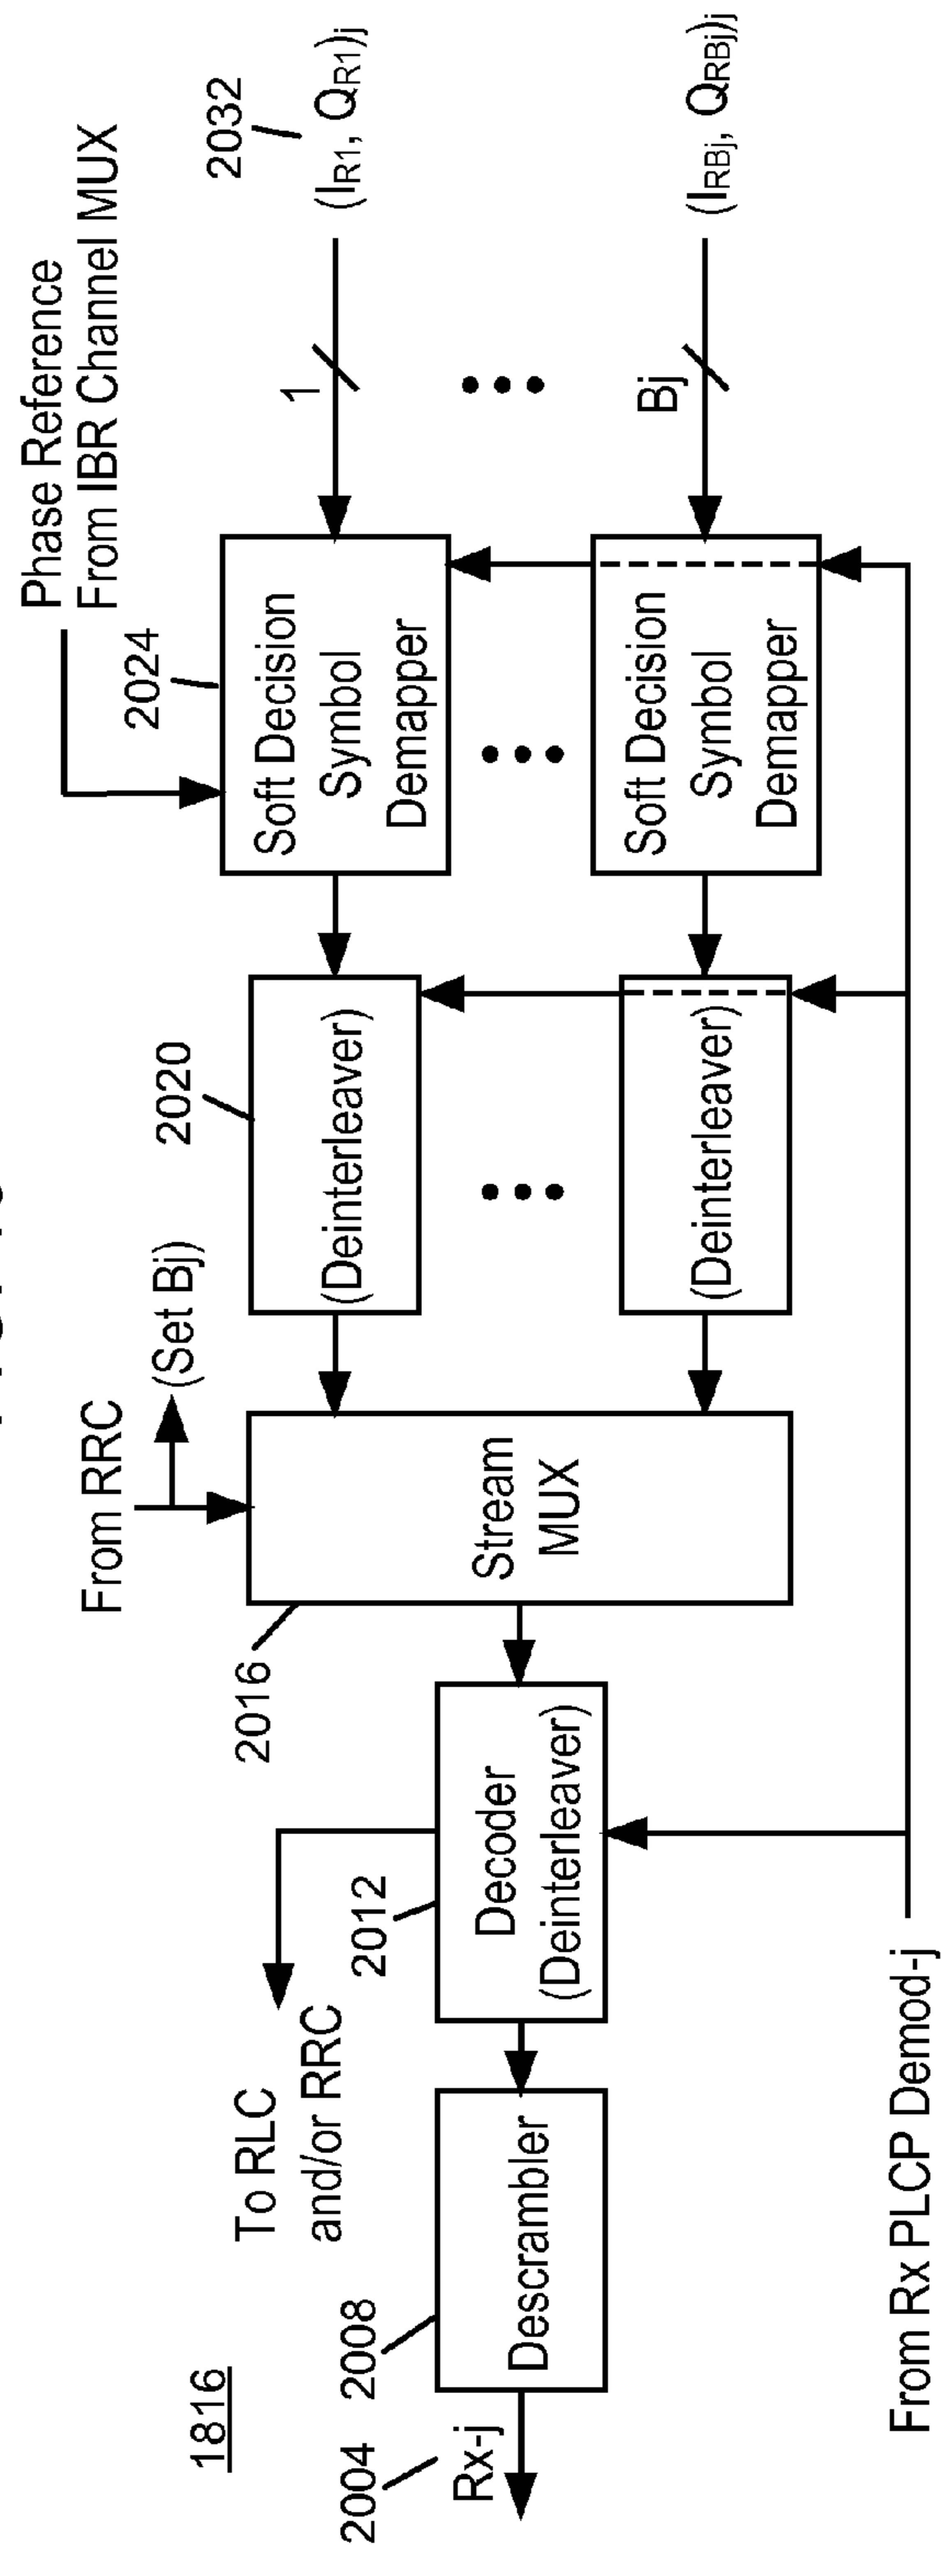 1816
2004
Rx-j
2008
Descrambler
To RLC
and/or RRC
2012
Decoder
(Deinterleaver)
2016
From RRC
(Set Bj)
Stream
MUX
2020
(Deinterleaver)
(Deinterleaver)
2024
Soft Decision
Symbol
Demapper
Soft Decision
Symbol
Demapper
Phase Reference
From IBR Channel MUX
1
Bj
2032
(IR1, QR1)j
(IRBj, QRBj)j
From Rx PLCP Demod-j